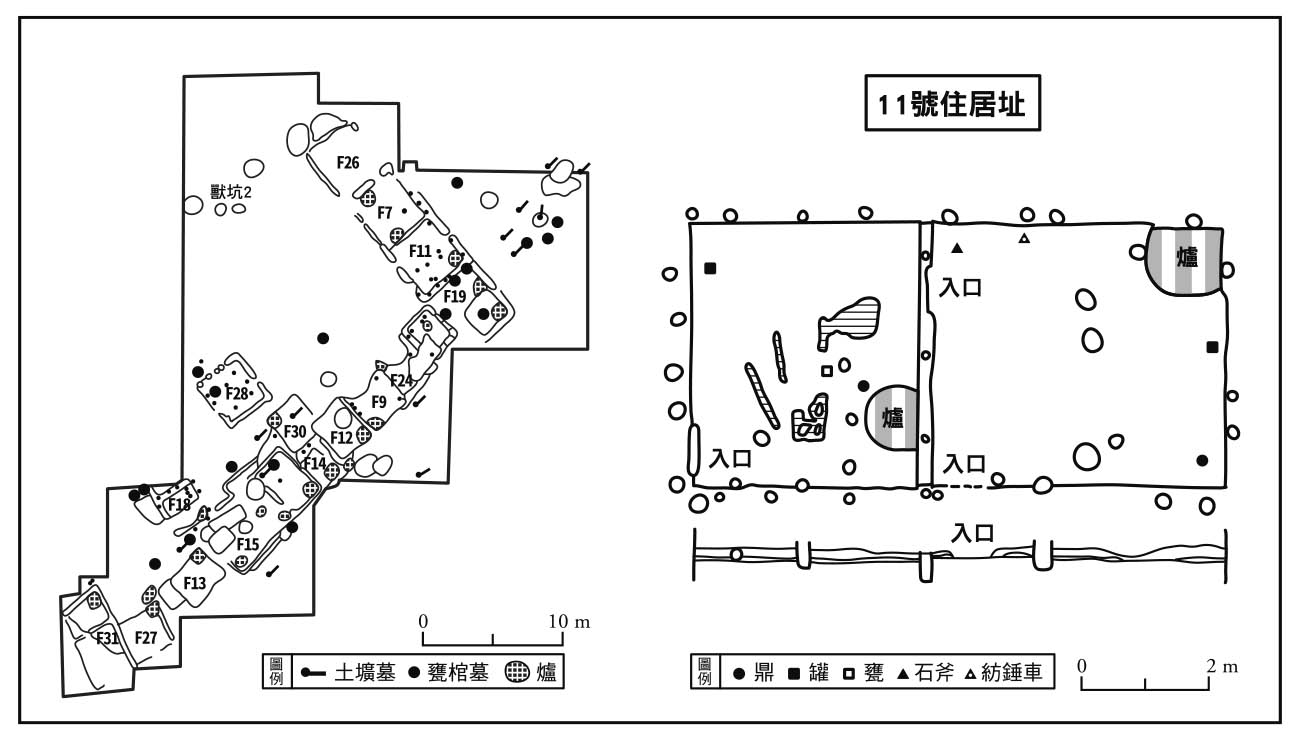 F26
獸坑2
F7
F11
F19
F28
F24
F9
F30
F12
F14
F18
F15
F13
F31
F27
0 10 m
圖例
土壙墓
甕棺墓
爐
11號住居址
爐
入口
爐
入口
入口
入口
圖例
鼎
罐
甕
石斧
紡錘車
0 2 m